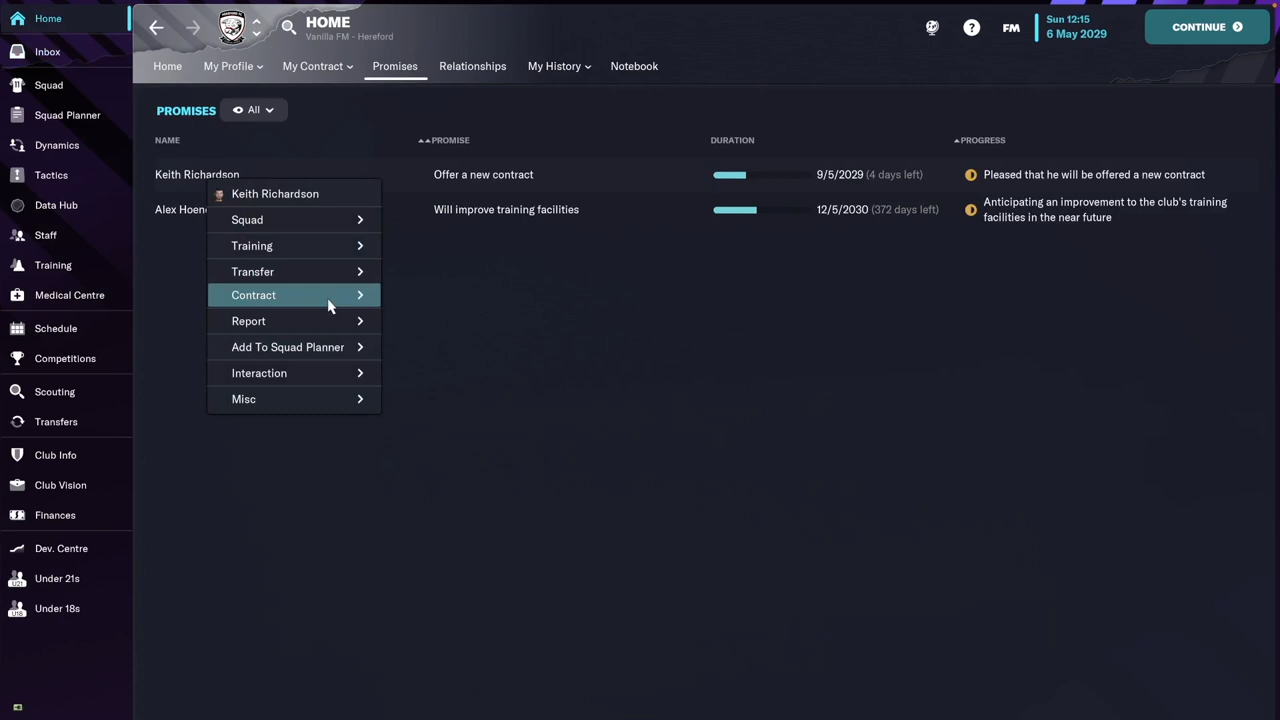 Home
Inbox
Squad
Squad Planner
Dynamics
Tactics
Data Hub
Staff
Training
Medical Centre
Schedule
Competitions
Scouting
Transfers
Club Info
Club Vision
Finances
Dev. Centre
U21 Under 21s
U18 Under 18s
HOME
Vanilla FM - Hereford
? FM Sun 12:15
6 May 2029
CONTINUE
Home My Profile My Contract Promises Relationships My History Notebook
PROMISES All
NAME PROMISE DURATION PROGRESS
Keith Richardson Offer a new contract 9/5/2029 (4 days left) Pleased that he will be offered a new contract
Alex Hoen Will improve training facilities 12/5/2030 (372 days left) Anticipating an improvement to the club's training
facilities in the near future
Keith Richardson
Squad
Training
Transfer
Contract
Report
Add To Squad Planner
Interaction
Misc